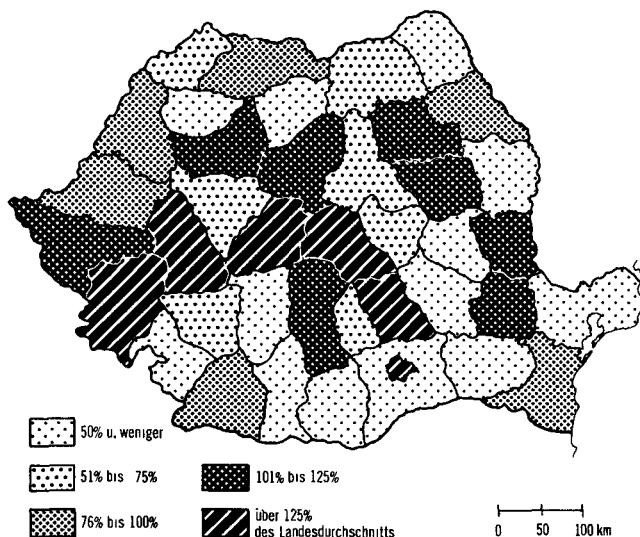 50% u. weniger
51% bis 75%
76% bis 100%
101% bis 125%
über 125%
des Landesdurchschnitts
0 50 100 km